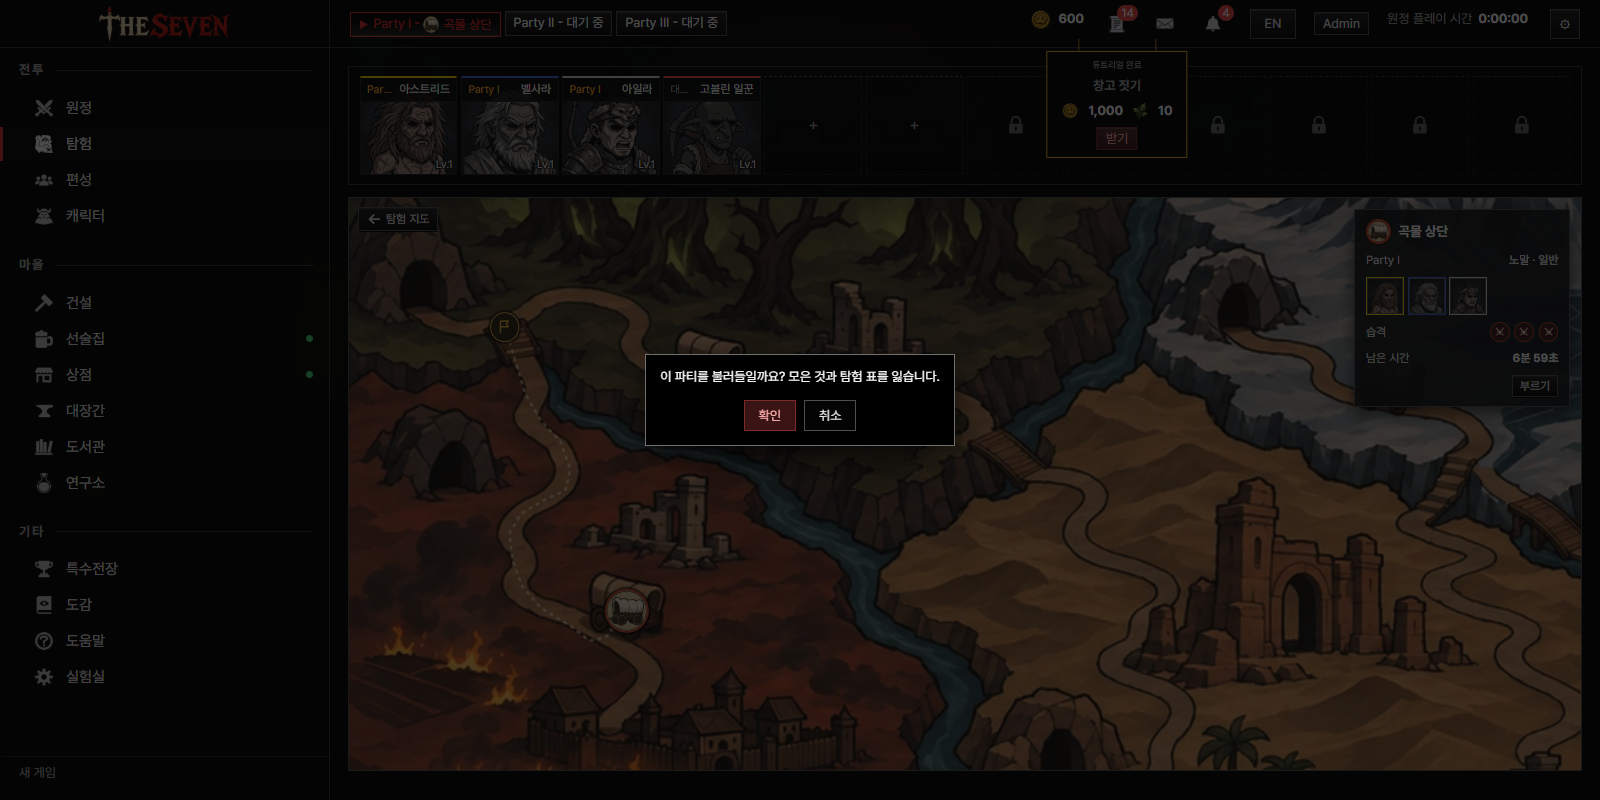 THE SEVEN
▶ Party I - 곡물 상단
Party II - 대기 중
Party III - 대기 중
600
14
4
EN
Admin
원정 플레이 시간 0:00:00
전투
원정
탐험
편성
캐릭터
마을
건설
선술집
상점
대장간
도서관
연구소
기타
특수전장
도감
도움말
실험실
새 게임
Par... 아스트리드
Lv.1
Party I 벨사라
Lv.1
Party I 아일라
Lv.1
대... 고블린 일꾼
Lv.1
+
+
튜토리얼 완료
창고 짓기
1,000 10
받기
← 탐험 지도
곡물 상단
Party I 노말 · 일반
습격
남은 시간 6분 59초
부르기
이 파티를 불러들일까요? 모은 것과 탐험 표를 잃습니다.
확인 취소